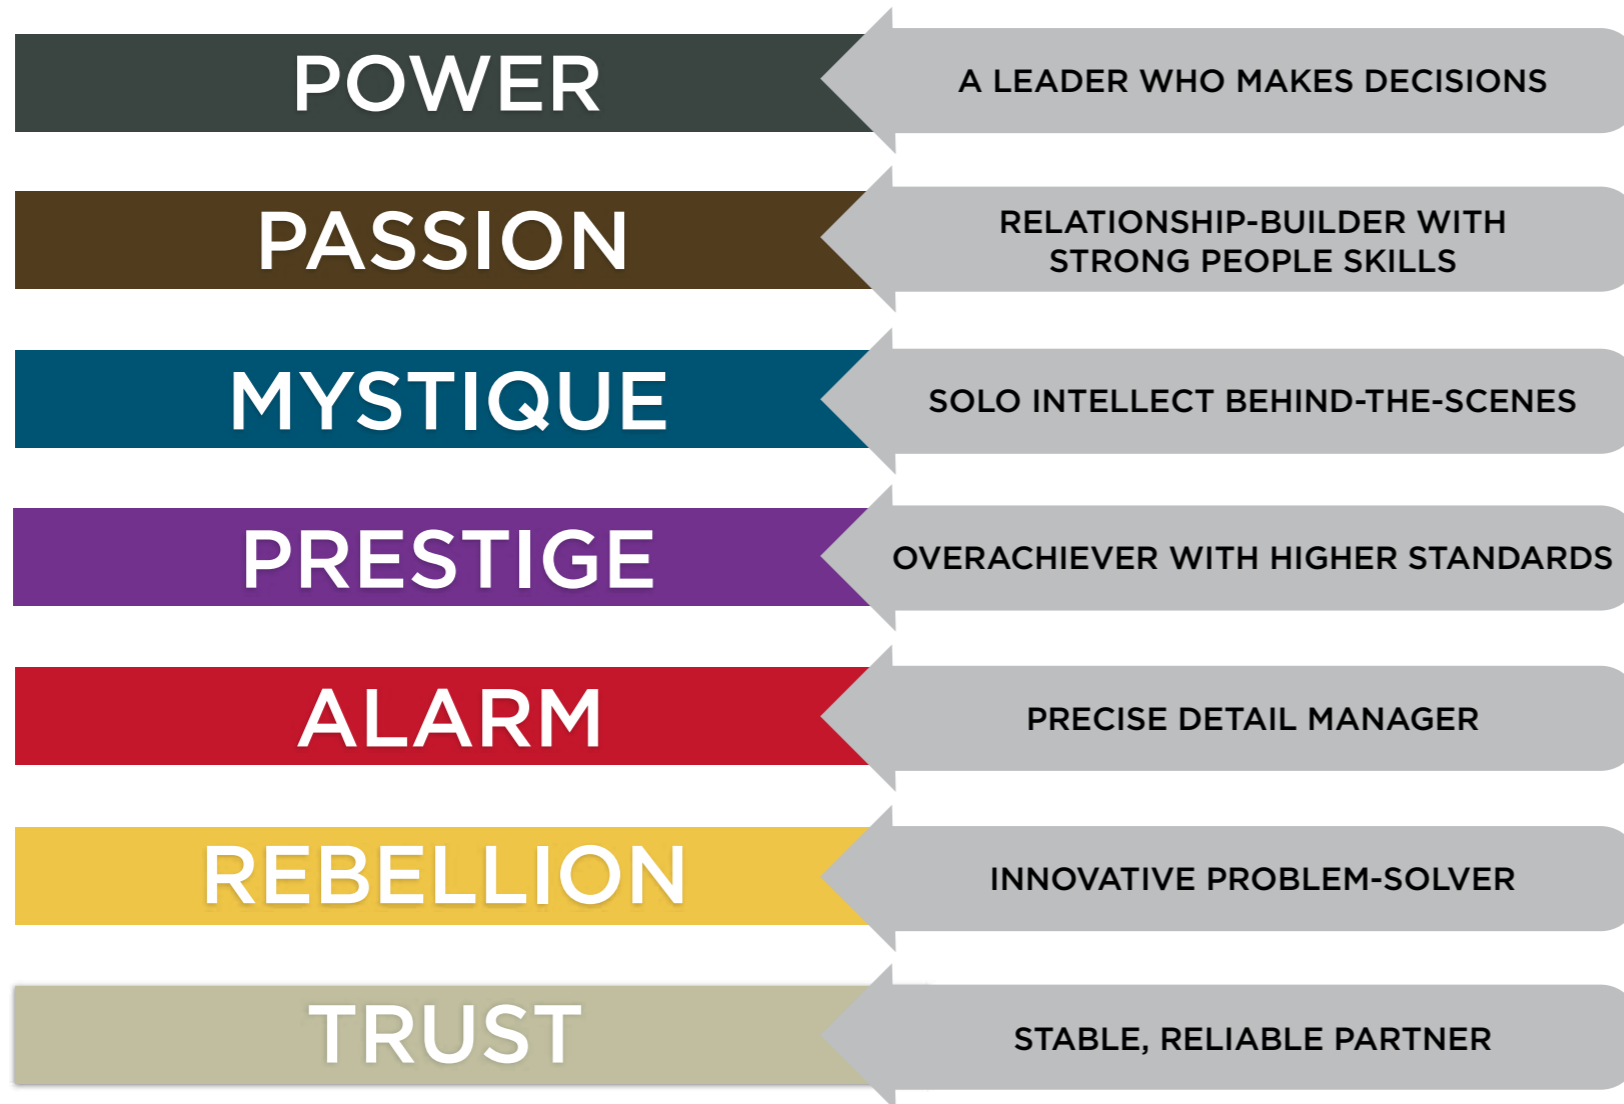 POWER
A LEADER WHO MAKES DECISIONS
PASSION
RELATIONSHIP-BUILDER WITH
STRONG PEOPLE SKILLS
MYSTIQUE
SOLO INTELLECT BEHIND-THE-SCENES
PRESTIGE
OVERACHIEVER WITH HIGHER STANDARDS
ALARM
PRECISE DETAIL MANAGER
REBELLION
INNOVATIVE PROBLEM-SOLVER
TRUST
STABLE, RELIABLE PARTNER